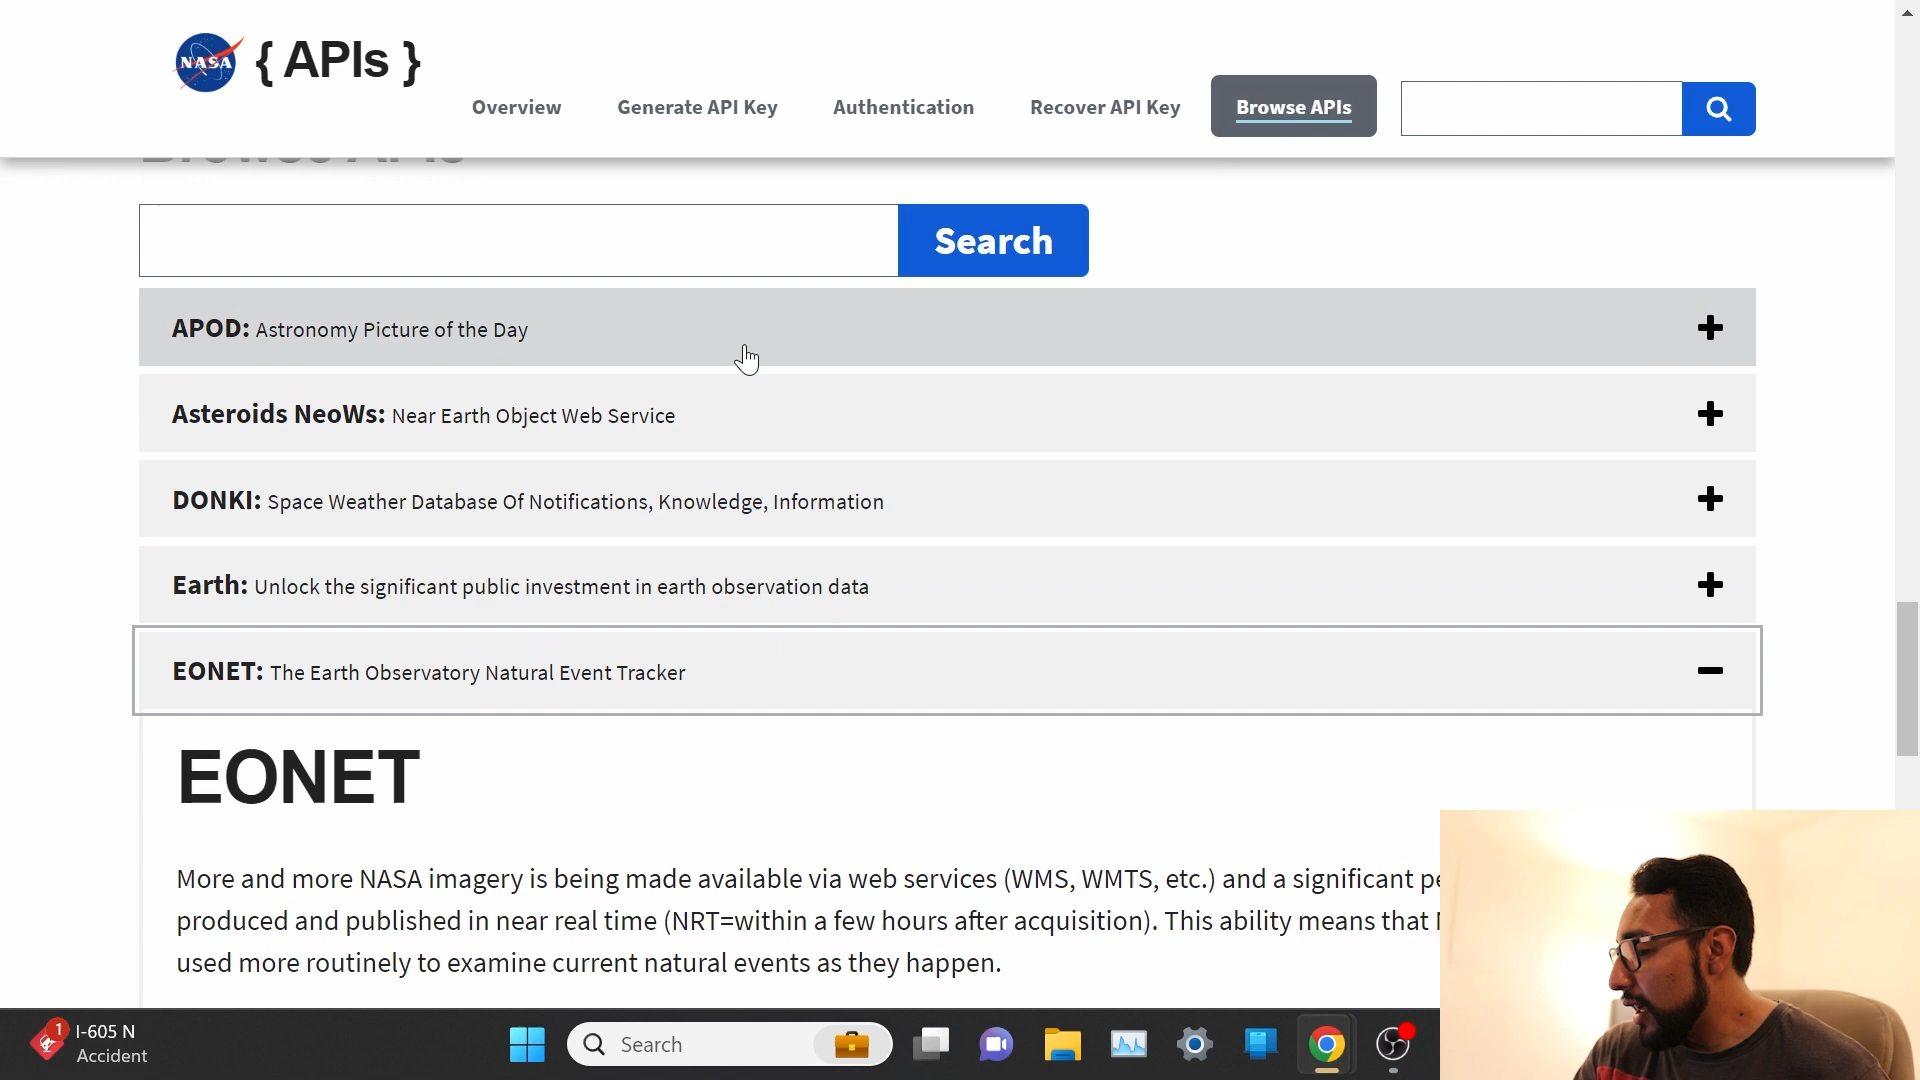 NASA
{ APIs }
Overview
Generate API Key
Authentication
Recover API Key
Browse APIs
Browse APIs
Search
APOD: Astronomy Picture of the Day
Asteroids NeoWs: Near Earth Object Web Service
DONKI: Space Weather Database Of Notifications, Knowledge, Information
Earth: Unlock the significant public investment in earth observation data
EONET: The Earth Observatory Natural Event Tracker
EONET
More and more NASA imagery is being made available via web services (WMS, WMTS, etc.) and a significant
produced and published in near real time (NRT=within a few hours after acquisition). This ability means that
used more routinely to examine current natural events as they happen.
1
I-605 N
Accident
Search